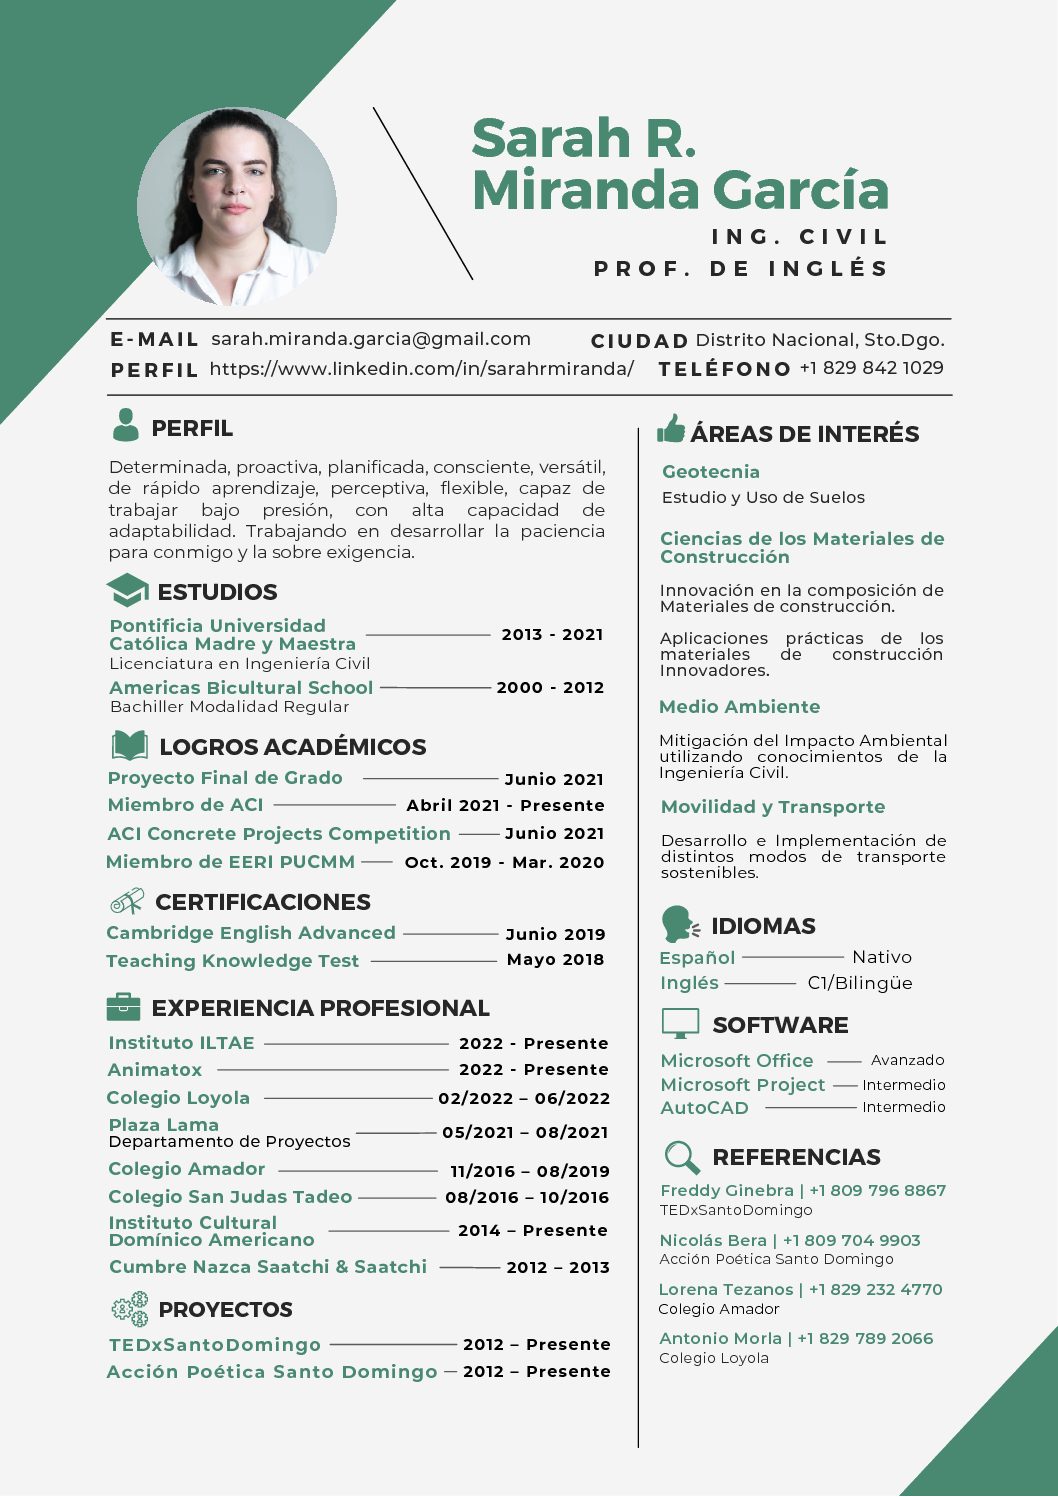 Sarah R.
Miranda García
ING. CIVIL
PROF. DE INGLÉS
E-MAIL sarah.miranda.garcia@gmail.com
CIUDAD Distrito Nacional, Sto.Dgo.
PERFIL https://www.linkedin.com/in/sarahrmiranda/
TELÉFONO +1 829 842 1029
PERFIL
Determinada, proactiva, planificada, consciente, versátil,
de rápido aprendizaje, perceptiva, flexible, capaz de
trabajar bajo presión, con alta capacidad de
adaptabilidad. Trabajando en desarrollar la paciencia
para conmigo y la sobre exigencia.
ESTUDIOS
Pontificia Universidad
Católica Madre y Maestra 2013 - 2021
Licenciatura en Ingeniería Civil
Americas Bicultural School 2000 - 2012
Bachiller Modalidad Regular
LOGROS ACADÉMICOS
Proyecto Final de Grado Junio 2021
Miembro de ACI Abril 2021 - Presente
ACI Concrete Projects Competition Junio 2021
Miembro de EERI PUCMM Oct. 2019 - Mar. 2020
CERTIFICACIONES
Cambridge English Advanced Junio 2019
Teaching Knowledge Test Mayo 2018
EXPERIENCIA PROFESIONAL
Instituto ILTAE 2022 - Presente
Animatox 2022 - Presente
Colegio Loyola 02/2022 – 06/2022
Plaza Lama 05/2021 – 08/2021
Departamento de Proyectos
Colegio Amador 11/2016 – 08/2019
Colegio San Judas Tadeo 08/2016 – 10/2016
Instituto Cultural
Domínico Americano 2014 – Presente
Cumbre Nazca Saatchi & Saatchi 2012 – 2013
PROYECTOS
TEDxSantoDomingo 2012 – Presente
Acción Poética Santo Domingo 2012 – Presente
ÁREAS DE INTERÉS
Geotecnia
Estudio y Uso de Suelos
Ciencias de los Materiales de
Construcción
Innovación en la composición de
Materiales de construcción.
Aplicaciones prácticas de los
materiales de construcción
Innovadores.
Medio Ambiente
Mitigación del Impacto Ambiental
utilizando conocimientos de la
Ingeniería Civil.
Movilidad y Transporte
Desarrollo e Implementación de
distintos modos de transporte
sostenibles.
IDIOMAS
Español Nativo
Inglés C1/Bilingüe
SOFTWARE
Microsoft Office Avanzado
Microsoft Project Intermedio
AutoCAD Intermedio
REFERENCIAS
Freddy Ginebra | +1 809 796 8867
TEDxSantoDomingo
Nicolás Bera | +1 809 704 9903
Acción Poética Santo Domingo
Lorena Tezanos | +1 829 232 4770
Colegio Amador
Antonio Morla | +1 829 789 2066
Colegio Loyola